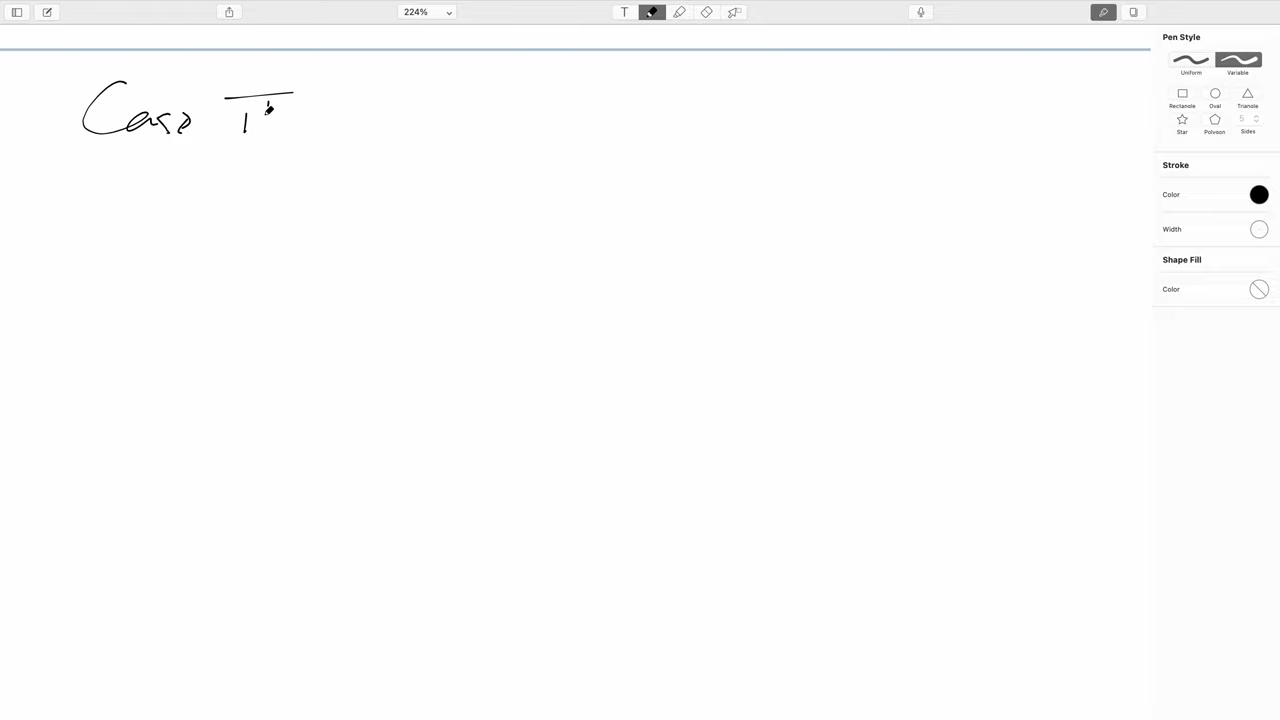 224%
T
Case
Pen Style
Uniform Variable
Rectangle Oval Triangle
Star Polygon 5 Sides
Stroke
Color
Width
Shape Fill
Color